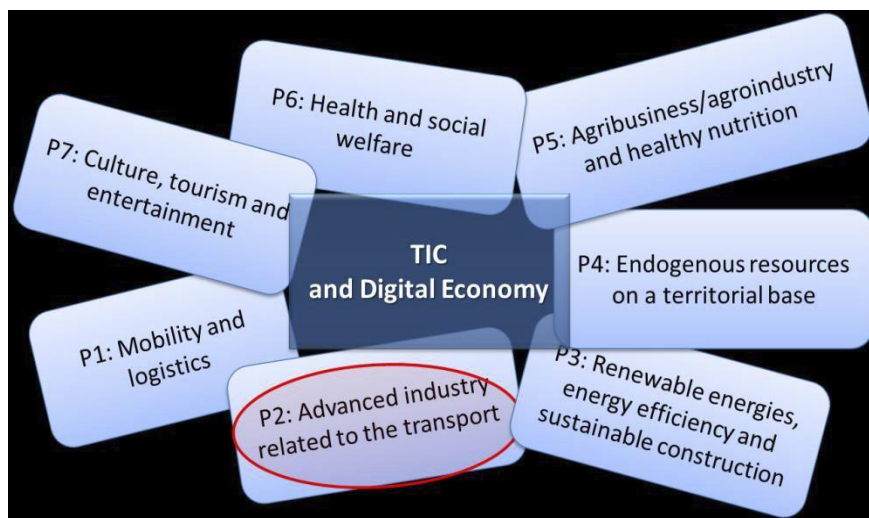 P6: Health and social
welfare
P5: Agribusiness/agroindustry
and healthy nutrition
P7: Culture, tourism and
entertainment
TIC
and Digital Economy
P4: Endogenous resources
on a territorial base
P1: Mobility and
logistics
P2: Advanced industry
related to the transport
P3: Renewable energies,
energy efficiency and
sustainable construction